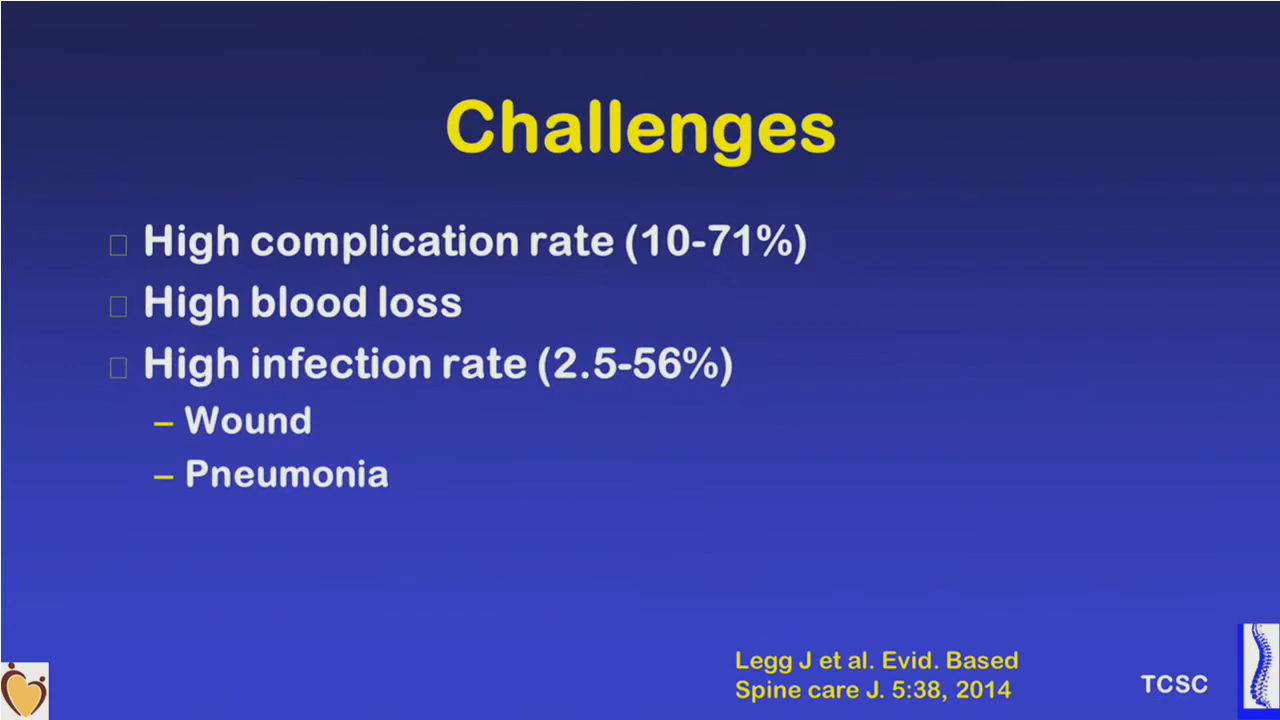 Challenges
High complication rate (10-71%)
High blood loss
High infection rate (2.5-56%)
– Wound
– Pneumonia
Legg J et al. Evid. Based
Spine care J. 5:38, 2014
TCSC